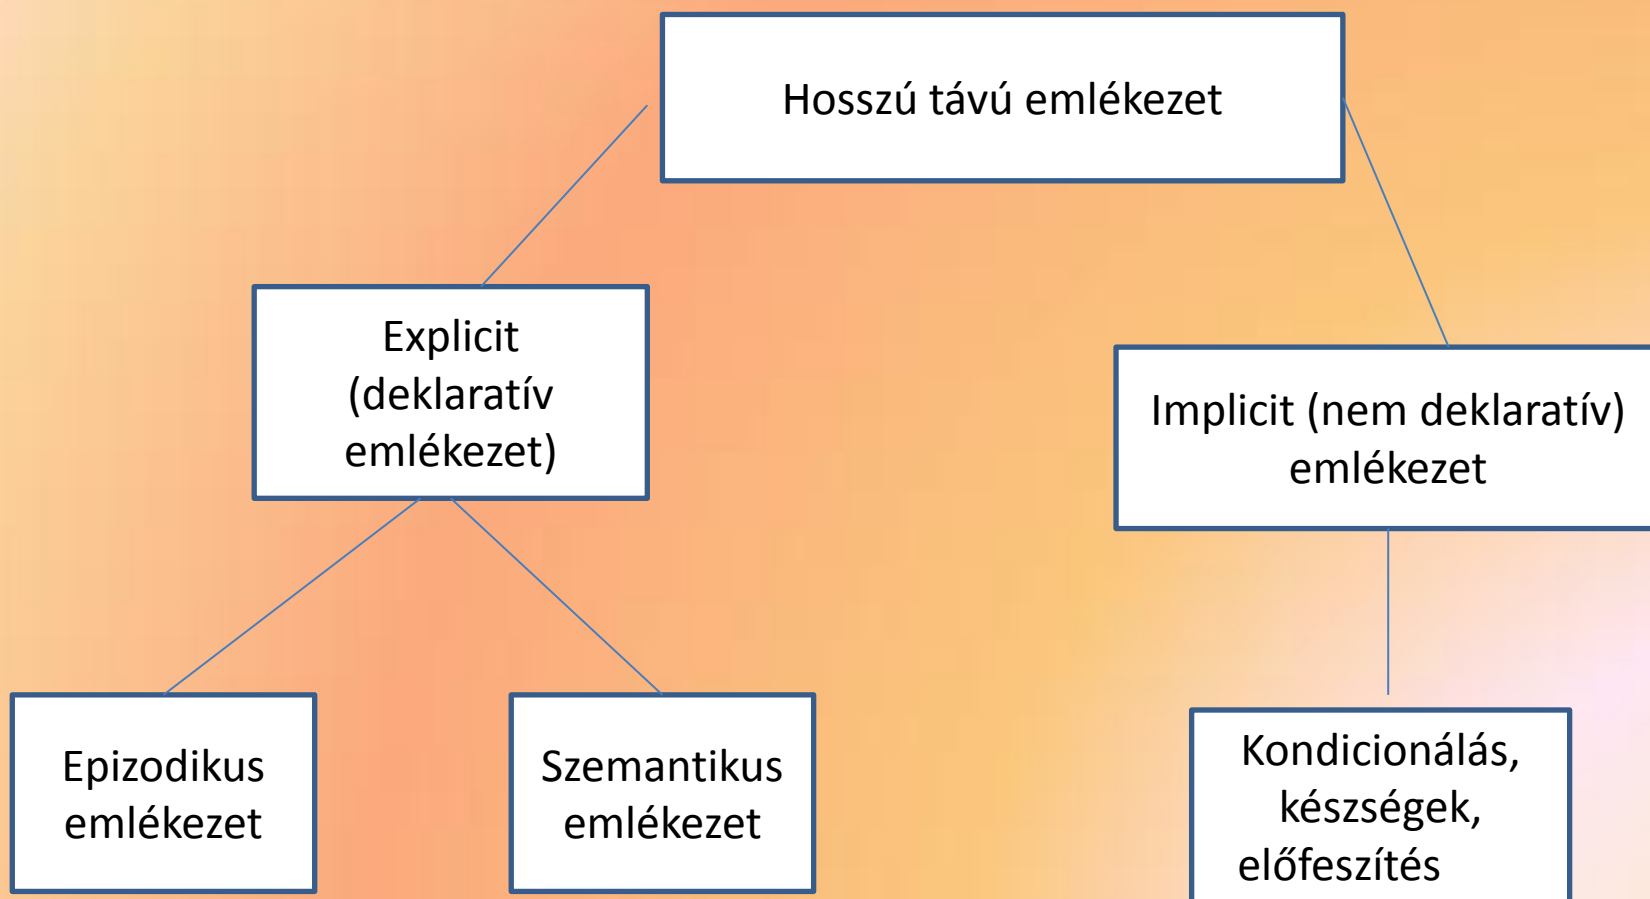 Hosszú távú emlékezet
Explicit
(deklaratív
emlékezet)
Implicit (nem deklaratív)
emlékezet
Epizodikus
emlékezet
Szemantikus
emlékezet
Kondicionálás,
készségek,
előfeszítés